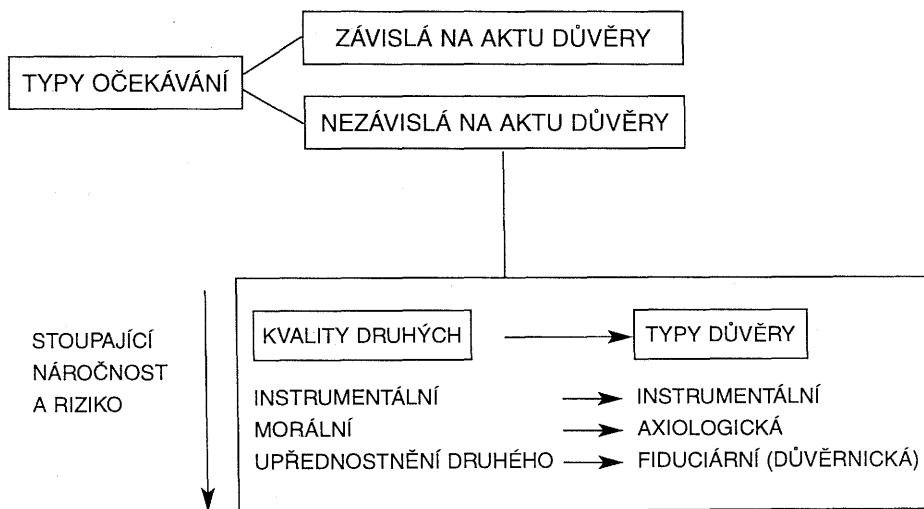 ZÁVISLÁ NA AKTU DŮVĚRY
TYPY OČEKÁVÁNÍ
NEZÁVISLÁ NA AKTU DŮVĚRY
STOUPAJÍCÍ
NÁROČNOST
A RIZIKO
KVALITY DRUHÝCH
TYPY DŮVĚRY
INSTRUMENTÁLNÍ
INSTRUMENTÁLNÍ
MORÁLNÍ
AXIOLOGICKÁ
UPŘEDNOSTNĚNÍ DRUHÉHO
FIDUCIÁRNÍ (DŮVĚRNICKÁ)